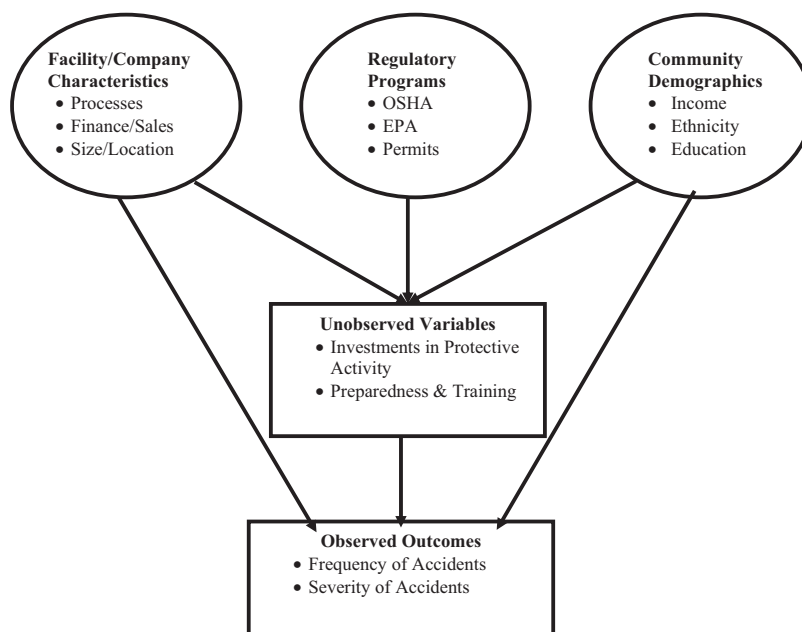 Facility/Company
Characteristics
• Processes
• Finance/Sales
• Size/Location
Regulatory
Programs
• OSHA
• EPA
• Permits
Community
Demographics
• Income
• Ethnicity
• Education
Unobserved Variables
• Investments in Protective
Activity
• Preparedness & Training
Observed Outcomes
• Frequency of Accidents
• Severity of Accidents